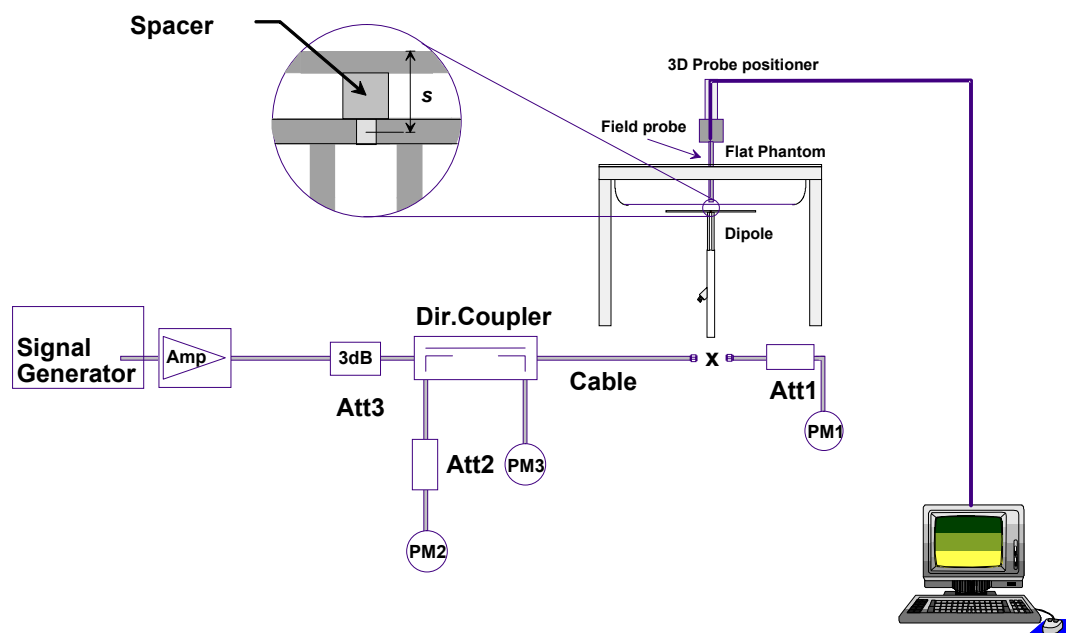 Spacer
s
3D Probe positioner
Field probe
Flat Phantom
Dipole
Dir.Coupler
Signal
Generator
Amp
3dB
Att3
Cable
x
Att1
PM1
Att2
PM3
PM2